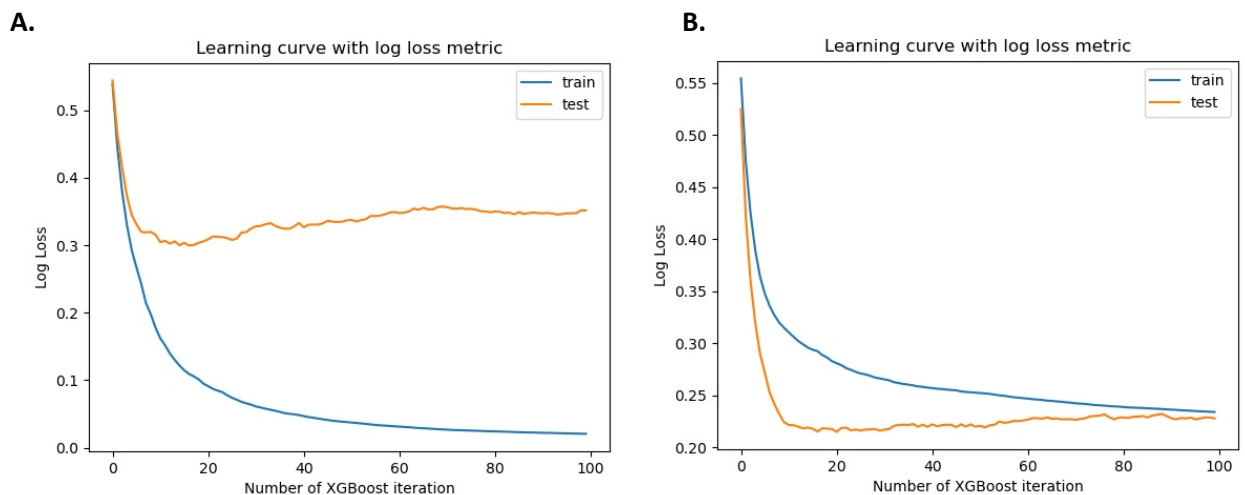 A.
Learning curve with log loss metric
train
test
0.5
0.4
0.3
0.2
0.1
0.0
Log Loss
0 20 40 60 80 100
Number of XGBoost iteration
B.
Learning curve with log loss metric
train
test
0.55
0.50
0.45
0.40
0.35
0.30
0.25
0.20
Log Loss
0 20 40 60 80 100
Number of XGBoost iteration